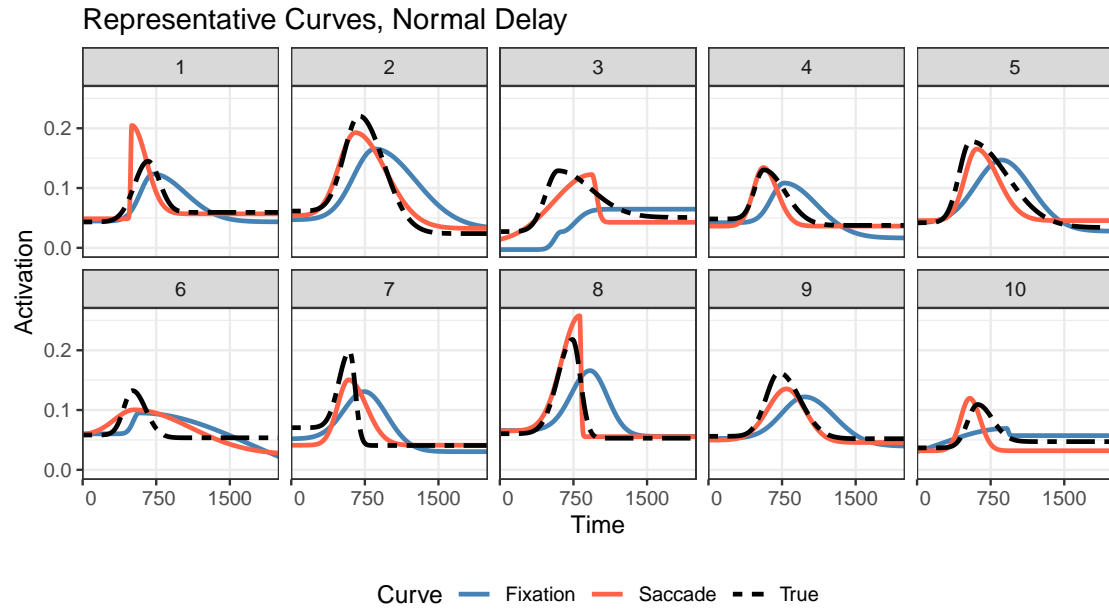 Representative Curves, Normal Delay
1 2 3 4 5
0.2
0.1
0.0
6 7 8 9 10
0.2
0.1
0.0
0 750 1500 0 750 1500 0 750 1500 0 750 1500 0 750 1500
Activation
Time
Curve Fixation Saccade True